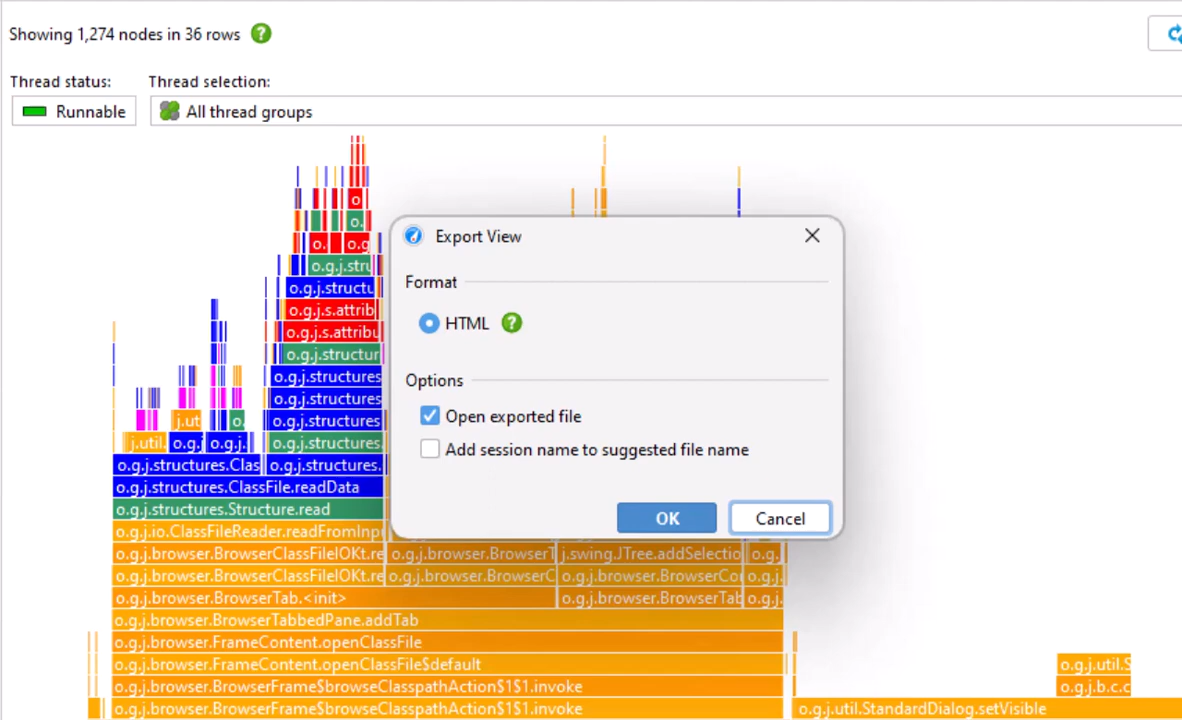 Showing 1,274 nodes in 36 rows ?
Thread status: Thread selection:
Runnable All thread groups
Export View
Format
HTML ?
Options
Open exported file
Add session name to suggested file name
OK Cancel
o
o.
o. o.g
o.g.j.stru
o.g.j.structu
o.g.j.s.attrib
o.g.j.s.attribu
o.g.j.structur
o.g.j.structures
o.g.j.structures
j.ut o. o.g.j.structures
j.util. o.g.j o.g.j. o.g.j.structures.
o.g.j.structures.Clas o.g.j.structures.
o.g.j.structures.ClassFile.readData
o.g.j.structures.Structure.read
o.g.j.io.ClassFileReader.readFromInpu
o.g.j.browser.BrowserClassFileIOKt.re o.g.j.browser.BrowserT j.swing.JTree.addSelectio o.g.j.
o.g.j.browser.BrowserClassFileIOKt.re o.g.j.browser.BrowserC o.g.j.browser.BrowserCo o.g.j.
o.g.j.browser.BrowserTab.<init> o.g.j.browser.BrowserTab o.g.j.
o.g.j.browser.BrowserTabbedPane.addTab
o.g.j.browser.FrameContent.openClassFile
o.g.j.browser.FrameContent.openClassFile$default o.g.j.util.S
o.g.j.browser.BrowserFrame$browseClasspathAction$1$1.invoke o.g.j.b.c.c
o.g.j.browser.BrowserFrame$browseClasspathAction$1$1.invoke o.g.j.util.StandardDialog.setVisible